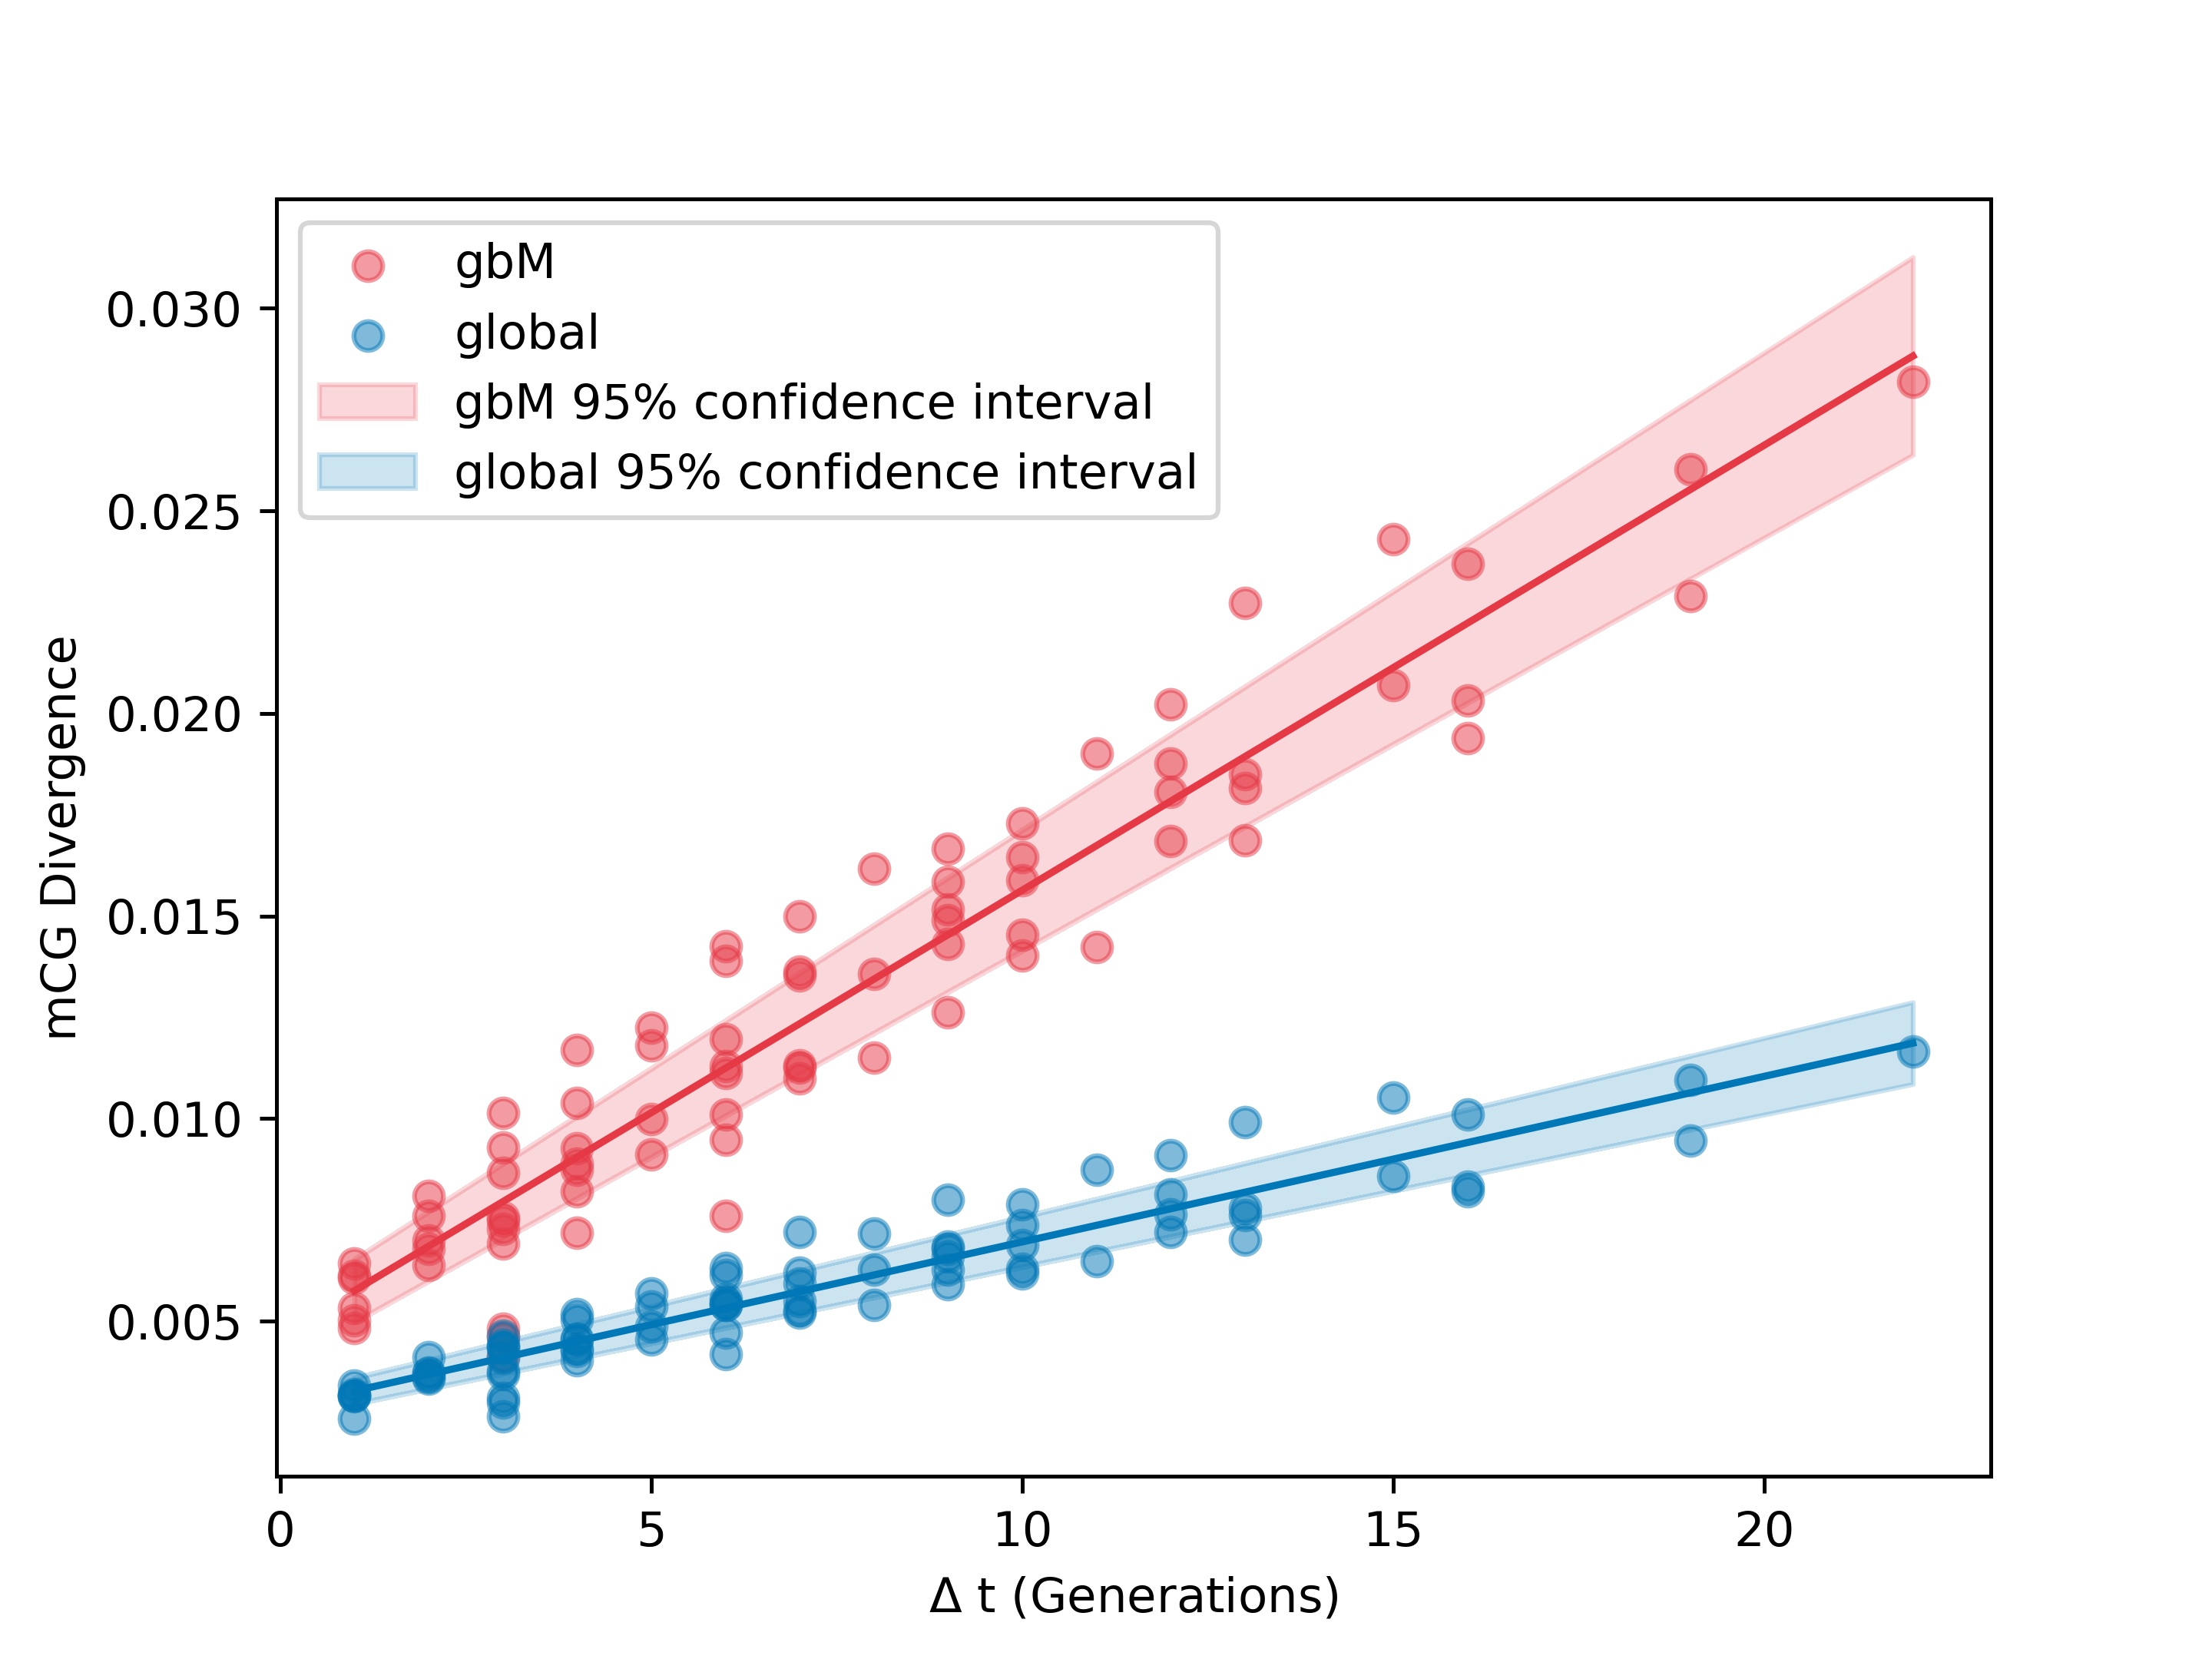 gbM
global
gbM 95% confidence interval
global 95% confidence interval
0.030
0.025
0.020
0.015
0.010
0.005
mCG Divergence
0 5 10 15 20
Δ t (Generations)